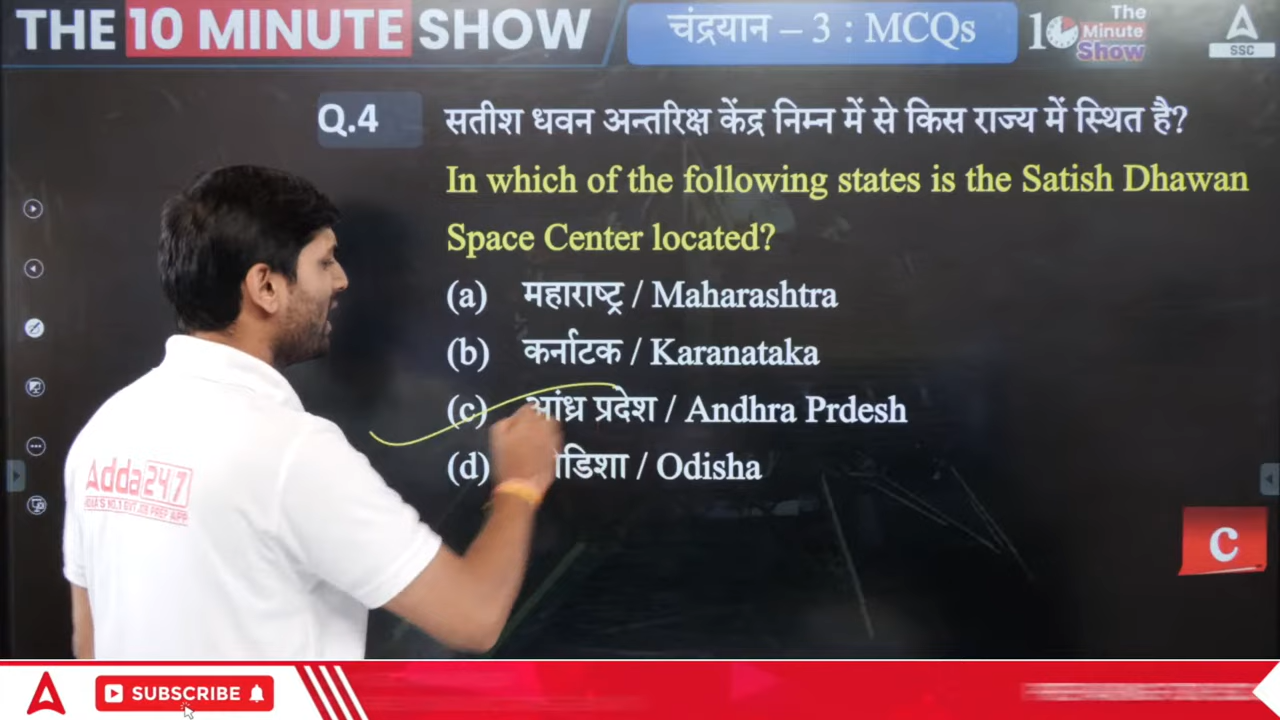 THE 10 MINUTE SHOW
चंद्रयान – 3 : MCQs
10 The Minute Show
SSC
Q.4 सतीश धवन अन्तरिक्ष केंद्र निम्न में से किस राज्य में स्थित है?
In which of the following states is the Satish Dhawan
Space Center located?
(a) महाराष्ट्र / Maharashtra
(b) कर्नाटक / Karanataka
(c) आंध्र प्रदेश / Andhra Prdesh
(d) डिशा / Odisha
Adda247
C
SUBSCRIBE